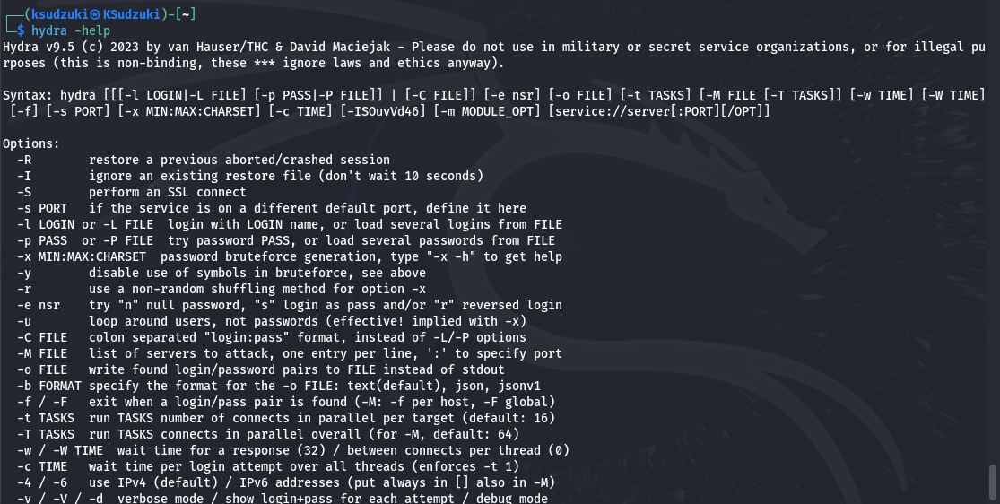 (ksudzuki㉿KSudzuki)-[~]
$ hydra -help
Hydra v9.5 (c) 2023 by van Hauser/THC & David Maciejak - Please do not use in military or secret service organizations, or for illegal pu
rposes (this is non-binding, these *** ignore laws and ethics anyway).

Syntax: hydra [[[-l LOGIN|-L FILE] [-p PASS|-P FILE]] | [-C FILE]] [-e nsr] [-o FILE] [-t TASKS] [-M FILE [-T TASKS]] [-w TIME] [-W TIME]
 [-f] [-s PORT] [-x MIN:MAX:CHARSET] [-c TIME] [-ISOuvVd46] [-m MODULE_OPT] [service://server[:PORT][/OPT]]

Options:
  -R        restore a previous aborted/crashed session
  -I        ignore an existing restore file (don't wait 10 seconds)
  -S        perform an SSL connect
  -s PORT   if the service is on a different default port, define it here
  -l LOGIN or -L FILE  login with LOGIN name, or load several logins from FILE
  -p PASS  or -P FILE  try password PASS, or load several passwords from FILE
  -x MIN:MAX:CHARSET  password bruteforce generation, type "-x -h" to get help
  -y        disable use of symbols in bruteforce, see above
  -r        use a non-random shuffling method for option -x
  -e nsr    try "n" null password, "s" login as pass and/or "r" reversed login
  -u        loop around users, not passwords (effective! implied with -x)
  -C FILE   colon separated "login:pass" format, instead of -L/-P options
  -M FILE   list of servers to attack, one entry per line, ':' to specify port
  -o FILE   write found login/password pairs to FILE instead of stdout
  -b FORMAT specify the format for the -o FILE: text(default), json, jsonv1
  -f / -F   exit when a login/pass pair is found (-M: -f per host, -F global)
  -t TASKS  run TASKS number of connects in parallel per target (default: 16)
  -T TASKS  run TASKS connects in parallel overall (for -M, default: 64)
  -w / -W TIME  wait time for a response (32) / between connects per thread (0)
  -c TIME   wait time per login attempt over all threads (enforces -t 1)
  -4 / -6   use IPv4 (default) / IPv6 addresses (put always in [] also in -M)
  -v / -V / -d  verbose mode / show login+pass for each attempt / debug mode